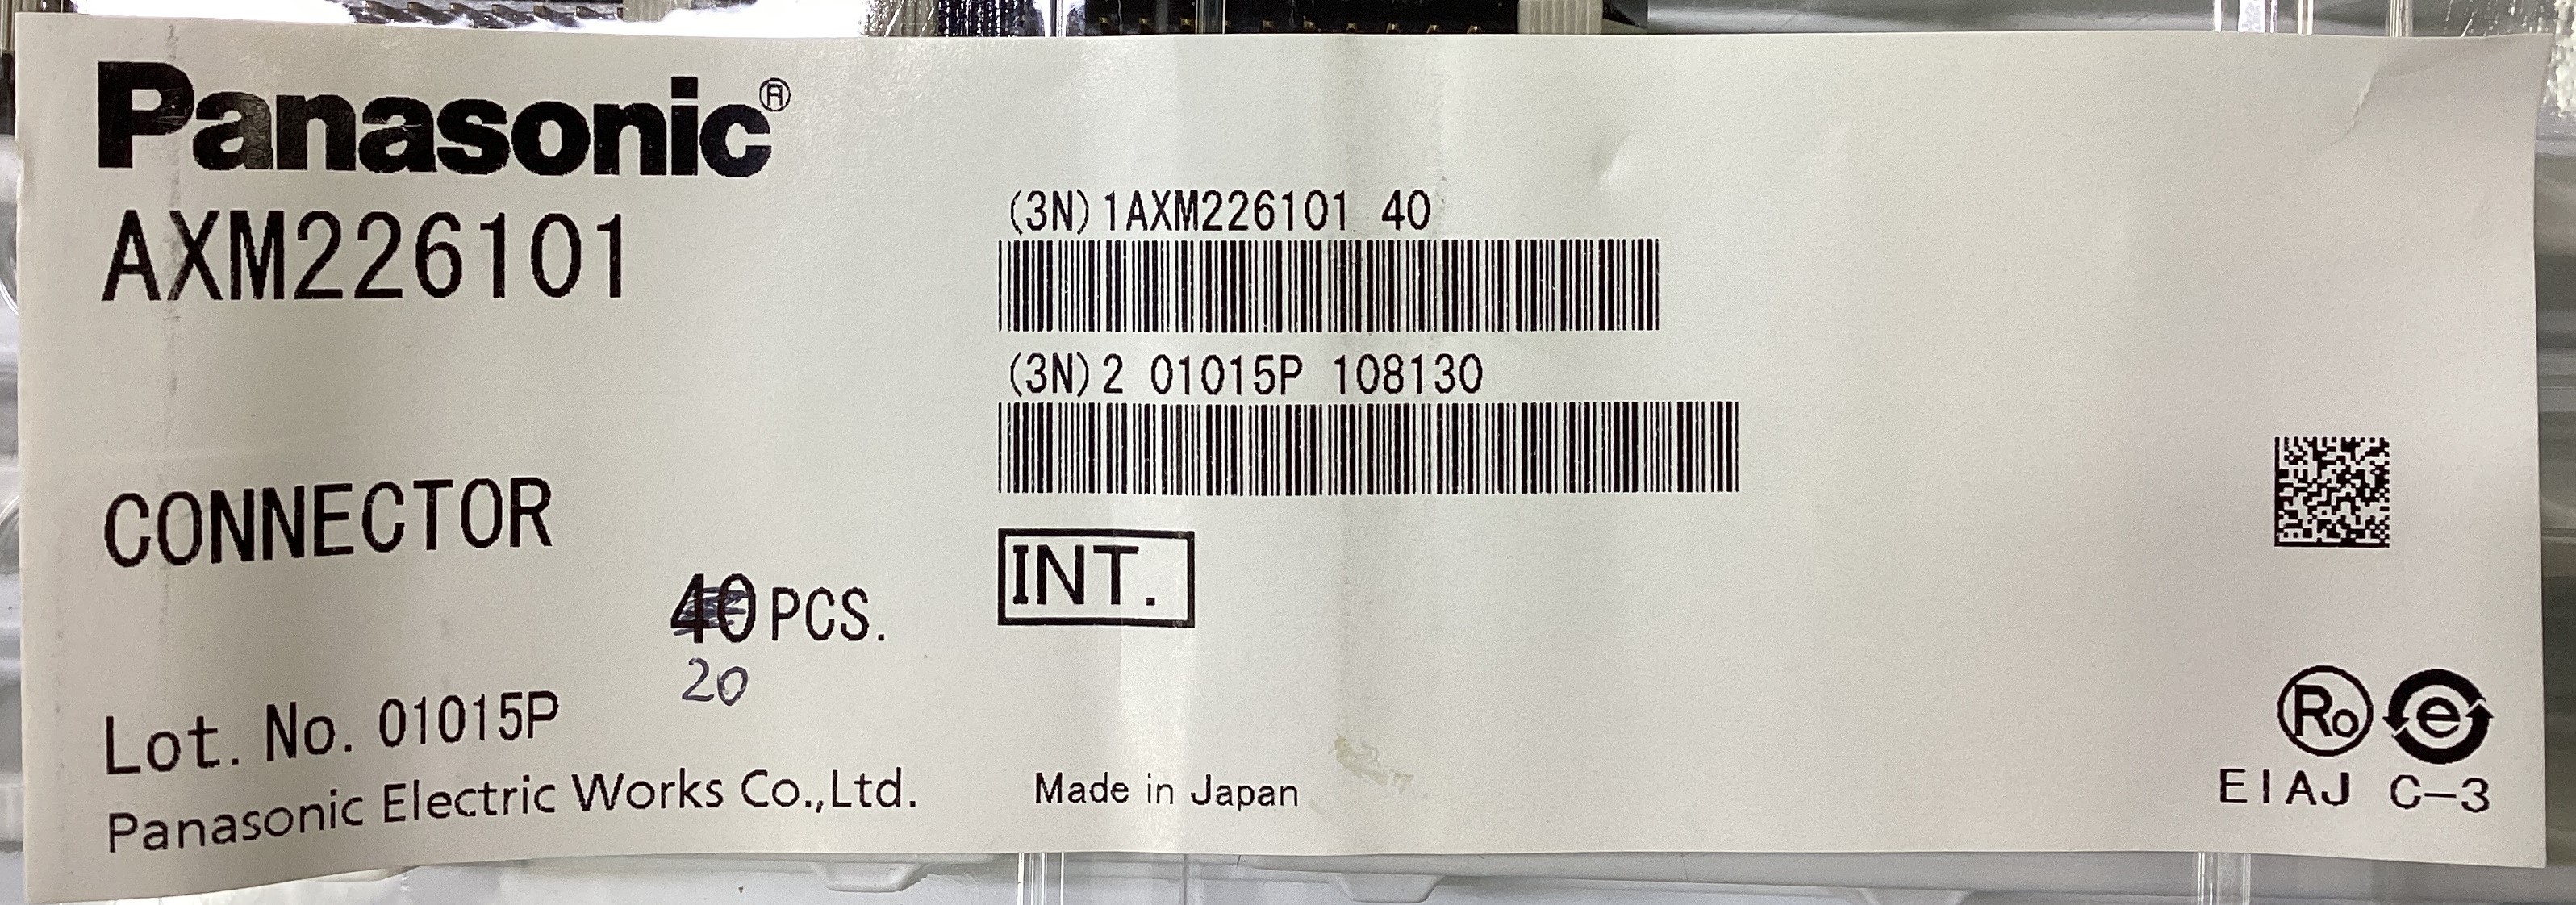 Panasonic®
AXM226101
CONNECTOR
40 PCS.
20
Lot. No. 01015P
Panasonic Electric Works Co.,Ltd.
(3N)1AXM226101 40
(3N)2 01015P 108130
INT.
Made in Japan
Ro e
EIAJ C-3